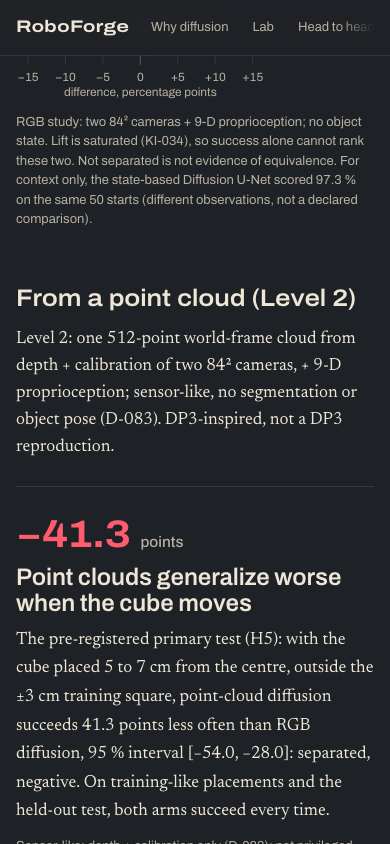 RoboForge Why diffusion Lab Head to hea
−15 −10 −5 0 +5 +10 +15
difference, percentage points
RGB study: two 84² cameras + 9-D proprioception; no object
state. Lift is saturated (KI-034), so success alone cannot rank
these two. Not separated is not evidence of equivalence. For
context only, the state-based Diffusion U-Net scored 97.3 %
on the same 50 starts (different observations, not a declared
comparison).
From a point cloud (Level 2)
Level 2: one 512-point world-frame cloud from
depth + calibration of two 84² cameras, + 9-D
proprioception; sensor-like, no segmentation or
object pose (D-083). DP3-inspired, not a DP3
reproduction.
−41.3 points
Point clouds generalize worse
when the cube moves
The pre-registered primary test (H5): with the
cube placed 5 to 7 cm from the centre, outside the
±3 cm training square, point-cloud diffusion
succeeds 41.3 points less often than RGB
diffusion, 95 % interval [−54.0, −28.0]: separated,
negative. On training-like placements and the
held-out test, both arms succeed every time.